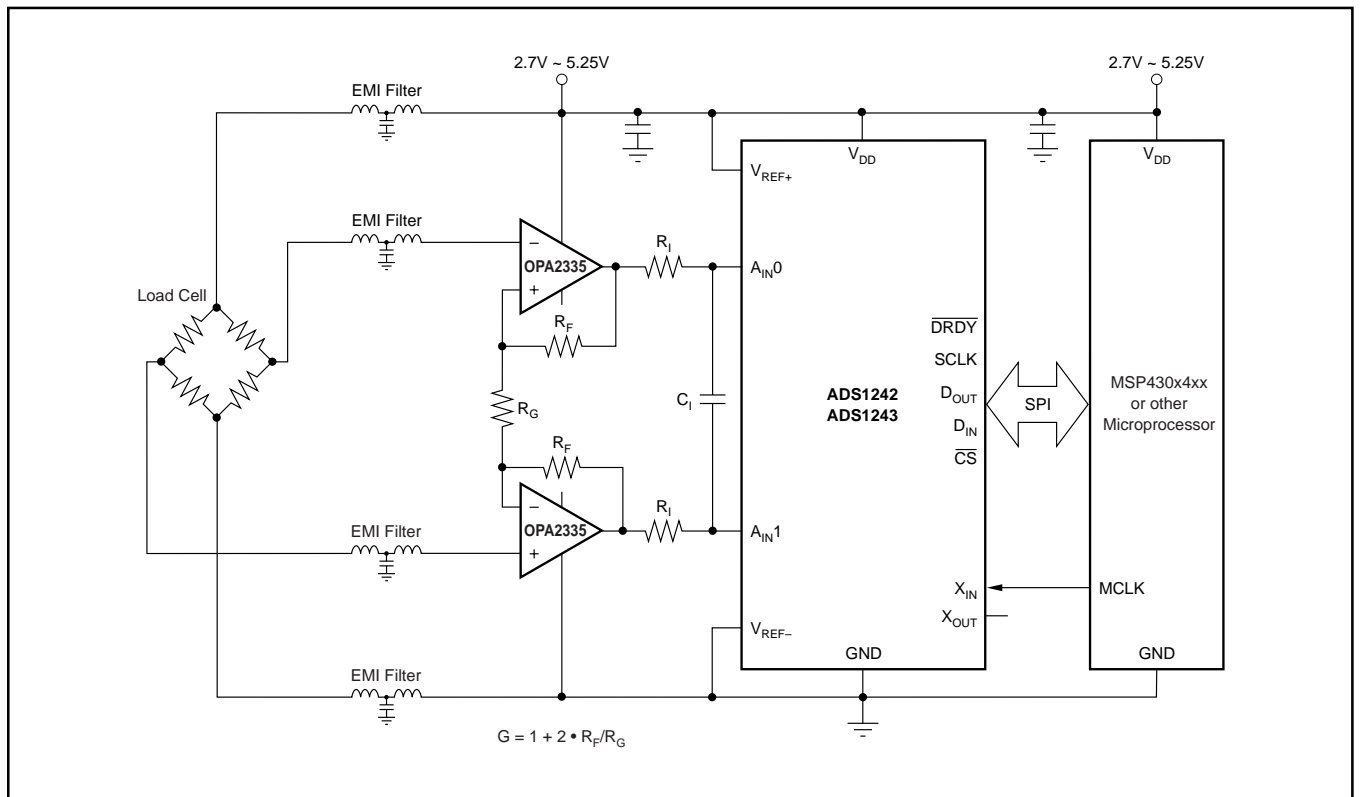 2.7V ~ 5.25V
2.7V ~ 5.25V
EMI Filter
V_DD
V_DD
V_REF+
EMI Filter
R_I
−
OPA2335
+
A_IN0
Load Cell
R_F
DRDY
SCLK
R_G
C_I
ADS1242
ADS1243
D_OUT
D_IN
CS
SPI
MSP430x4xx
or other
Microprocessor
R_F
R_I
−
OPA2335
+
A_IN1
EMI Filter
X_IN
MCLK
X_OUT
V_REF−
EMI Filter
GND
GND
G = 1 + 2 • R_F/R_G